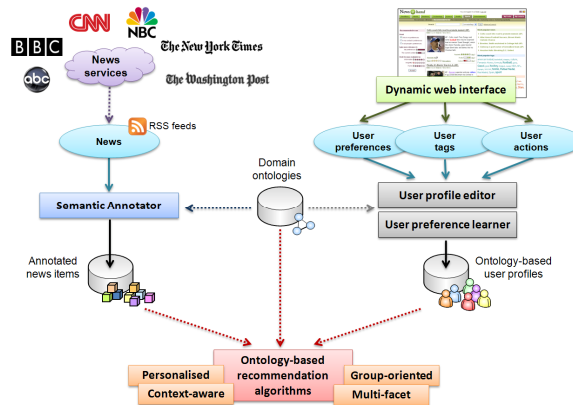 CNN
NBC
BBC
The New York Times
abc
News
services
The Washington Post
Dynamic web interface
RSS feeds
News
User
preferences
User
tags
User
actions
Domain
ontologies
Semantic Annotator
User profile editor
User preference learner
Annotated
news items
Ontology-based
user profiles
Ontology-based
recommendation
algorithms
Personalised
Context-aware
Group-oriented
Multi-facet